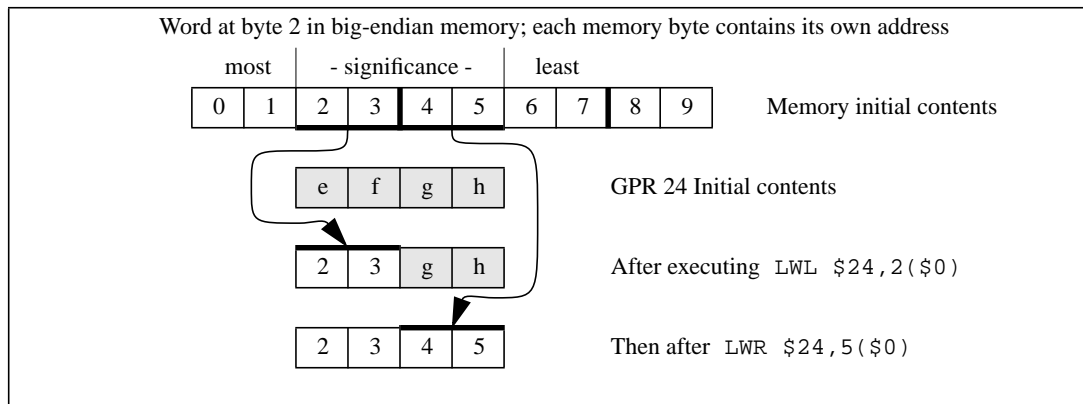 Word at byte 2 in big-endian memory; each memory byte contains its own address
most - significance - least
0 1 2 3 4 5 6 7 8 9 Memory initial contents
e f g h GPR 24 Initial contents
2 3 g h After executing LWL $24,2($0)
2 3 4 5 Then after LWR $24,5($0)